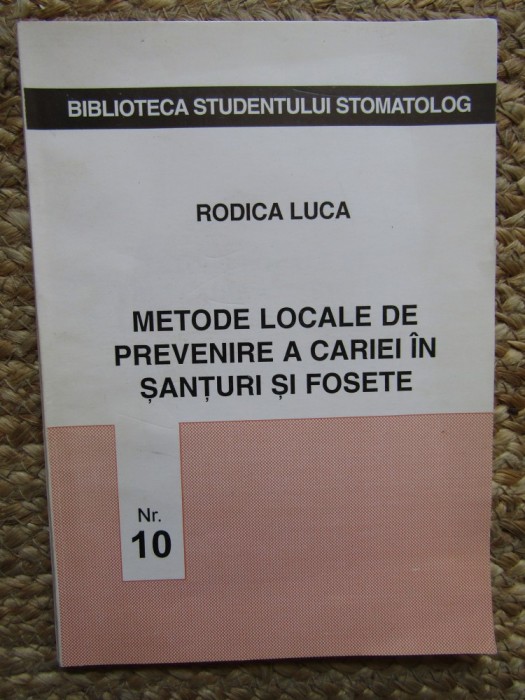 BIBLIOTECA STUDENTULUI STOMATOLOG
RODICA LUCA
METODE LOCALE DE
PREVENIRE A CARIEI ÎN
ȘANȚURI ȘI FOSETE
Nr.
10